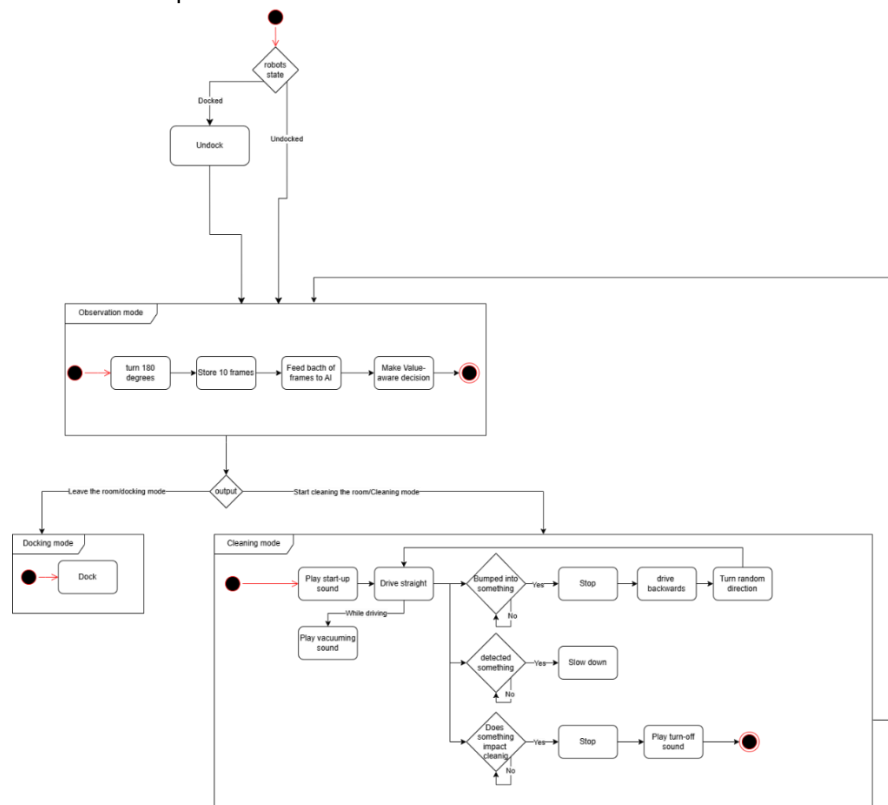 robots
state
Docked
Undocked
Undock
Observation mode
turn 180
degrees
Store 10 frames
Feed bacth of
frames to AI
Make Value-
aware decision
Leave the room/docking mode
output
Start cleaning the room/Cleaning mode
Docking mode
Dock
Cleaning mode
Play start-up
sound
Drive straight
Bumped into
something
Yes
Stop
drive
backwards
Turn random
direction
No
While driving
Play vacuuming
sound
detected
something
Yes
Slow down
No
Does
something
impact
cleanig
Yes
Stop
Play turn-off
sound
No